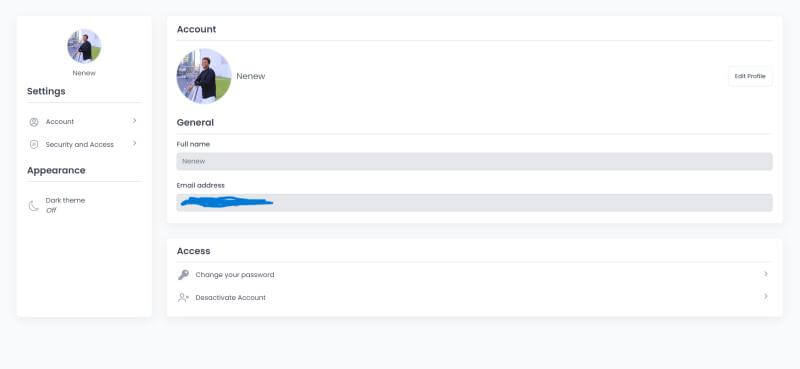 Nenew
Settings
Account
Security and Access
Appearance
Dark theme
Off
Account
Nenew
Edit Profile
General
Full name
Nenew
Email address
Access
Change your password
Desactivate Account